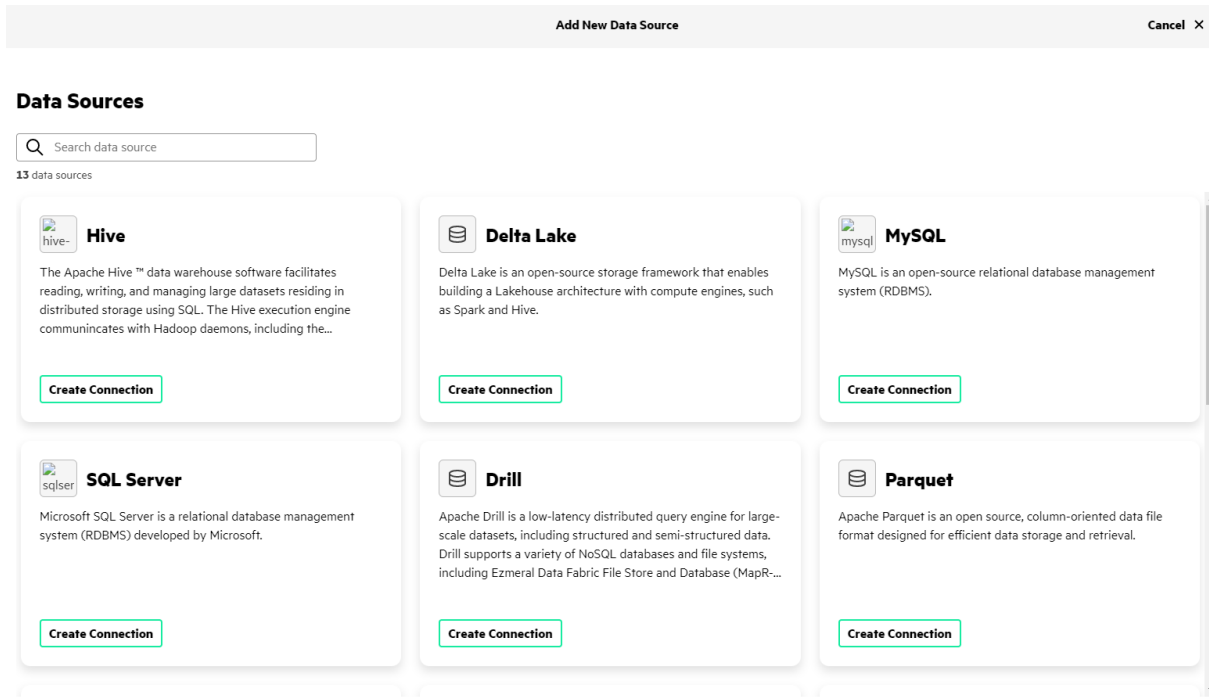 Add New Data Source
Cancel
Data Sources
Search data source
13 data sources
hive-
Hive
The Apache Hive ™ data warehouse software facilitates
reading, writing, and managing large datasets residing in
distributed storage using SQL. The Hive execution engine
communincates with Hadoop daemons, including the...
Create Connection
Delta Lake
Delta Lake is an open-source storage framework that enables
building a Lakehouse architecture with compute engines, such
as Spark and Hive.
Create Connection
mysql
MySQL
MySQL is an open-source relational database management
system (RDBMS).
Create Connection
sqlser
SQL Server
Microsoft SQL Server is a relational database management
system (RDBMS) developed by Microsoft.
Create Connection
Drill
Apache Drill is a low-latency distributed query engine for large-
scale datasets, including structured and semi-structured data.
Drill supports a variety of NoSQL databases and file systems,
including Ezmeral Data Fabric File Store and Database (MapR-...
Create Connection
Parquet
Apache Parquet is an open source, column-oriented data file
format designed for efficient data storage and retrieval.
Create Connection